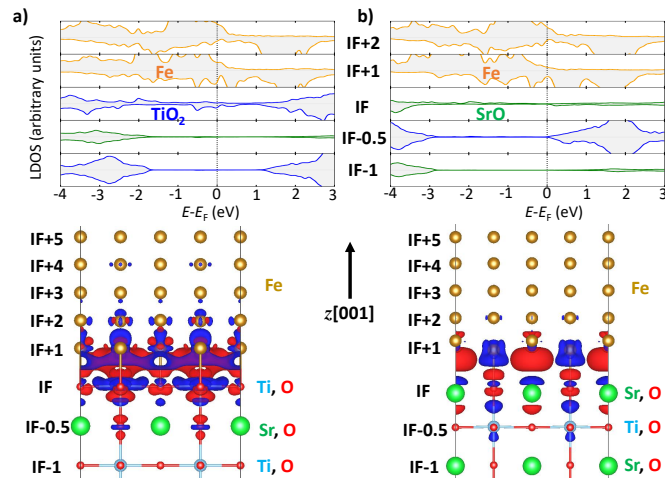 a)
b)
LDOS (arbitrary units)
Fe
TiO2
IF+2
IF+1
IF
IF-0.5
IF-1
Fe
SrO
-4 -3 -2 -1 0 1 2 3
E-EF (eV)
-4 -3 -2 -1 0 1 2 3
E-EF (eV)
IF+5
IF+4
IF+3
IF+2
IF+1
IF
IF-0.5
IF-1
Fe
Ti, O
Sr, O
Ti, O
z[001]
IF+5
IF+4
IF+3
IF+2
IF+1
IF
IF-0.5
IF-1
Fe
Sr, O
Ti, O
Sr, O